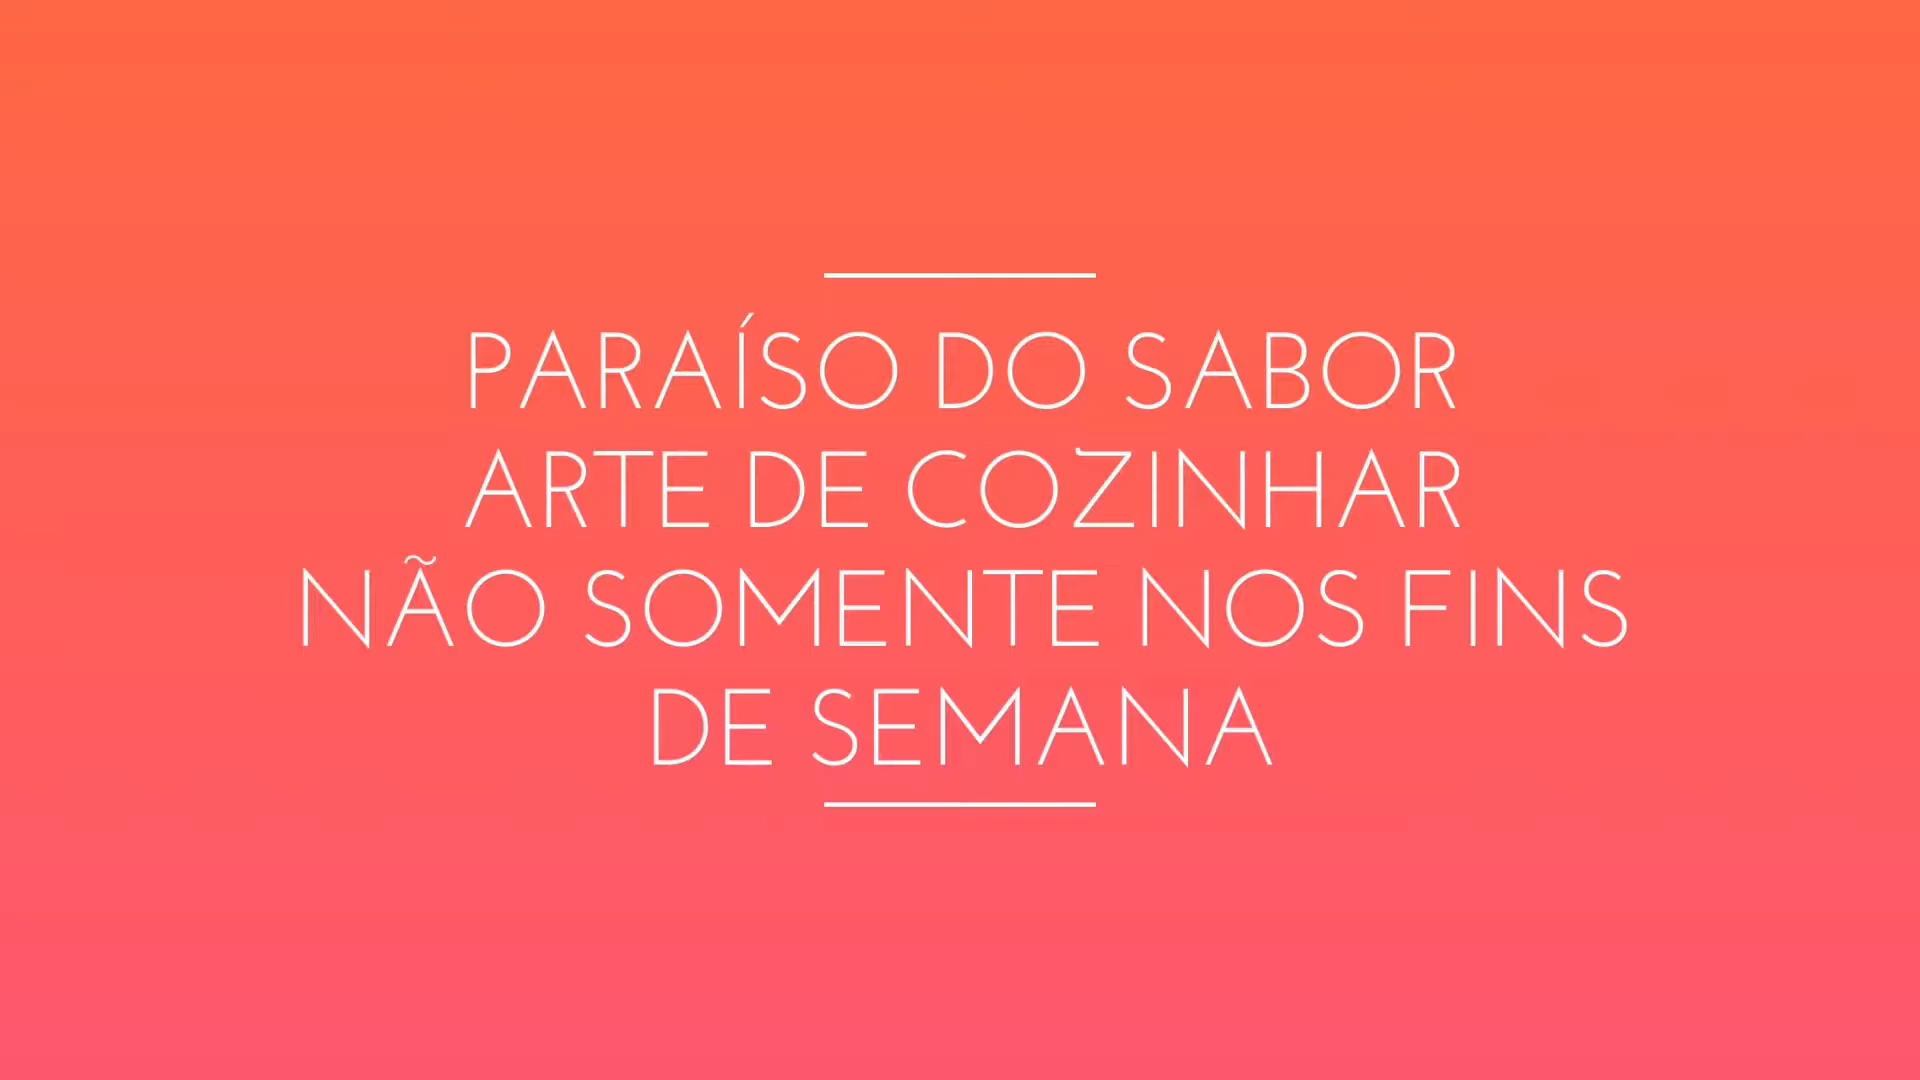 PARAÍSO DO SABOR
ARTE DE COZINHAR
NÃO SOMENTE NOS FINS
DE SEMANA